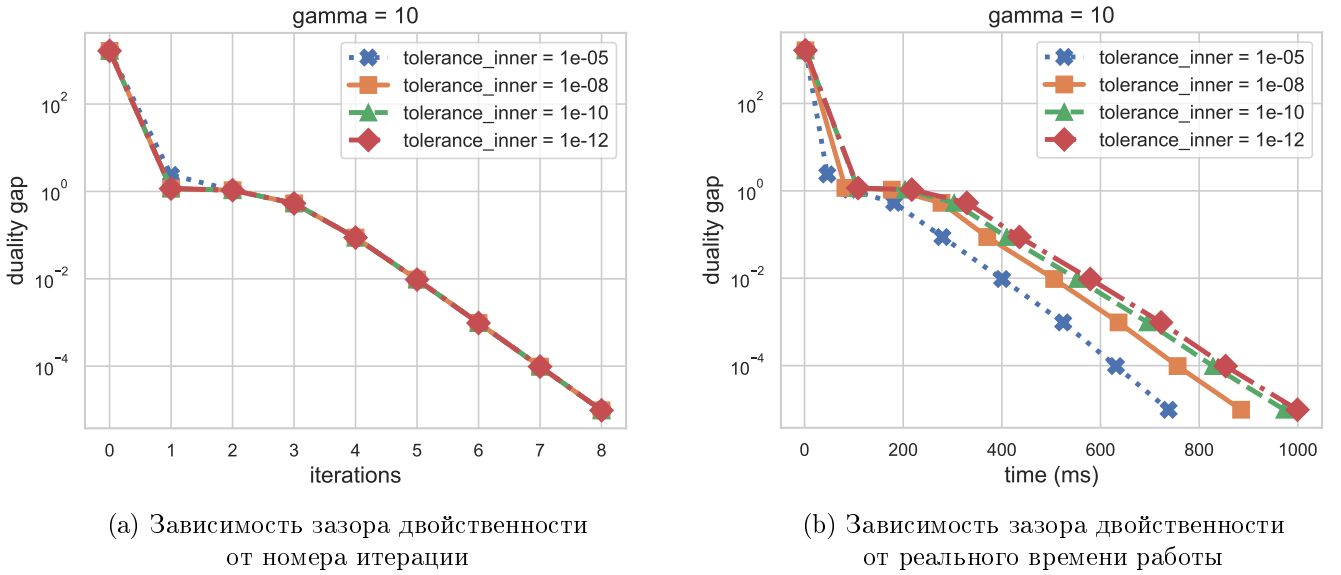 gamma = 10
tolerance_inner = 1e-05
tolerance_inner = 1e-08
tolerance_inner = 1e-10
tolerance_inner = 1e-12
duality gap
10^2
10^0
10^−2
10^−4
0 1 2 3 4 5 6 7 8
iterations
(a) Зависимость зазора двойственности
от номера итерации
gamma = 10
tolerance_inner = 1e-05
tolerance_inner = 1e-08
tolerance_inner = 1e-10
tolerance_inner = 1e-12
duality gap
10^2
10^0
10^−2
10^−4
0 200 400 600 800 1000
time (ms)
(b) Зависимость зазора двойственности
от реального времени работы